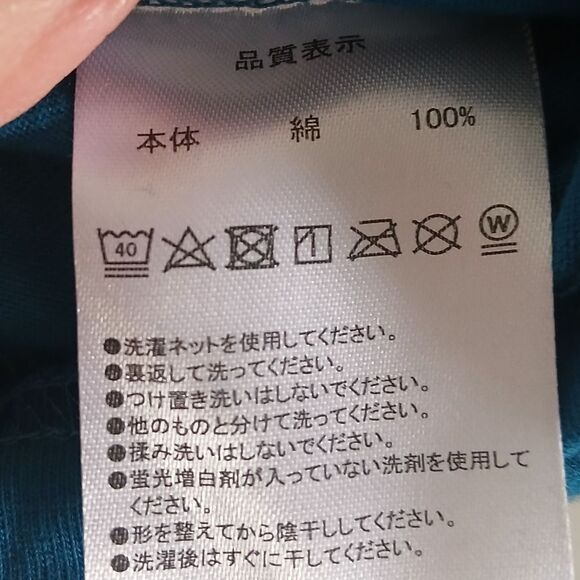 品質表示
本体 綿 100%
40 W
●洗濯ネットを使用してください。
●裏返して洗ってください。
●つけ置き洗いはしないでください。
●他のものと分けて洗ってください。
●揉み洗いはしないでください。
●蛍光増白剤が入っていない洗剤を使用して
ください。
●形を整えてから陰干ししてください。
●洗濯後はすぐに干してください。